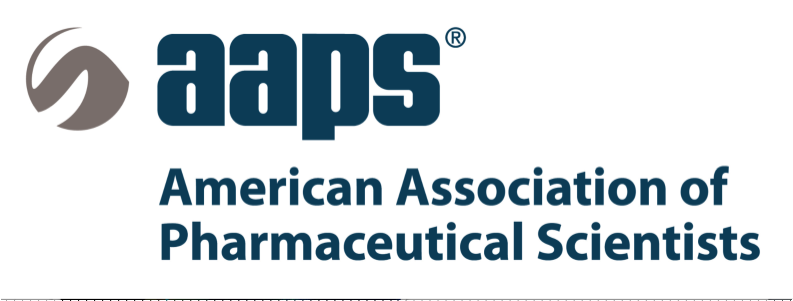 aaps®
American Association of
Pharmaceutical Scientists